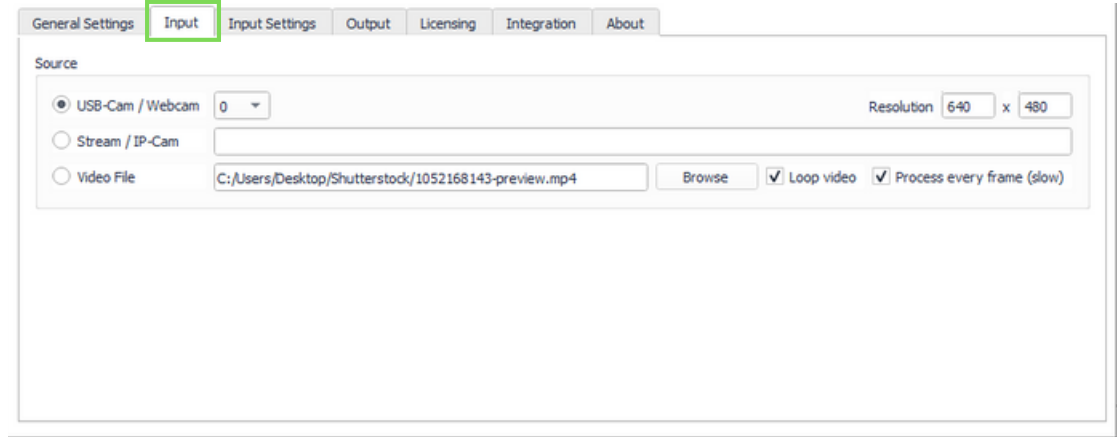 General Settings Input Input Settings Output Licensing Integration About
Source
USB-Cam / Webcam 0 Resolution 640 x 480
Stream / IP-Cam
Video File C:/Users/Desktop/Shutterstock/1052168143-preview.mp4 Browse Loop video Process every frame (slow)